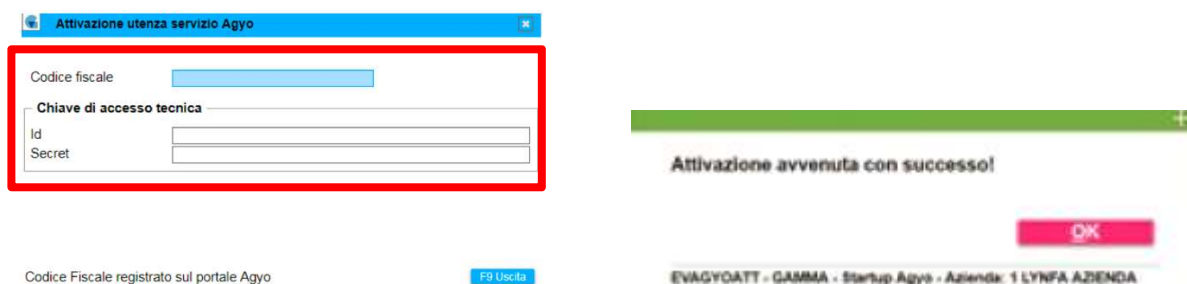 Attivazione utenza servizio Agyo
Codice fiscale
Chiave di accesso tecnica
Id
Secret
Codice Fiscale registrato sul portale Agyo
F9 Uscita
Attivazione avvenuta con successo!
OK
EVAGYOATT - GAMMA - Startup Agyo - Azienda: 1 LYNFA AZIENDA